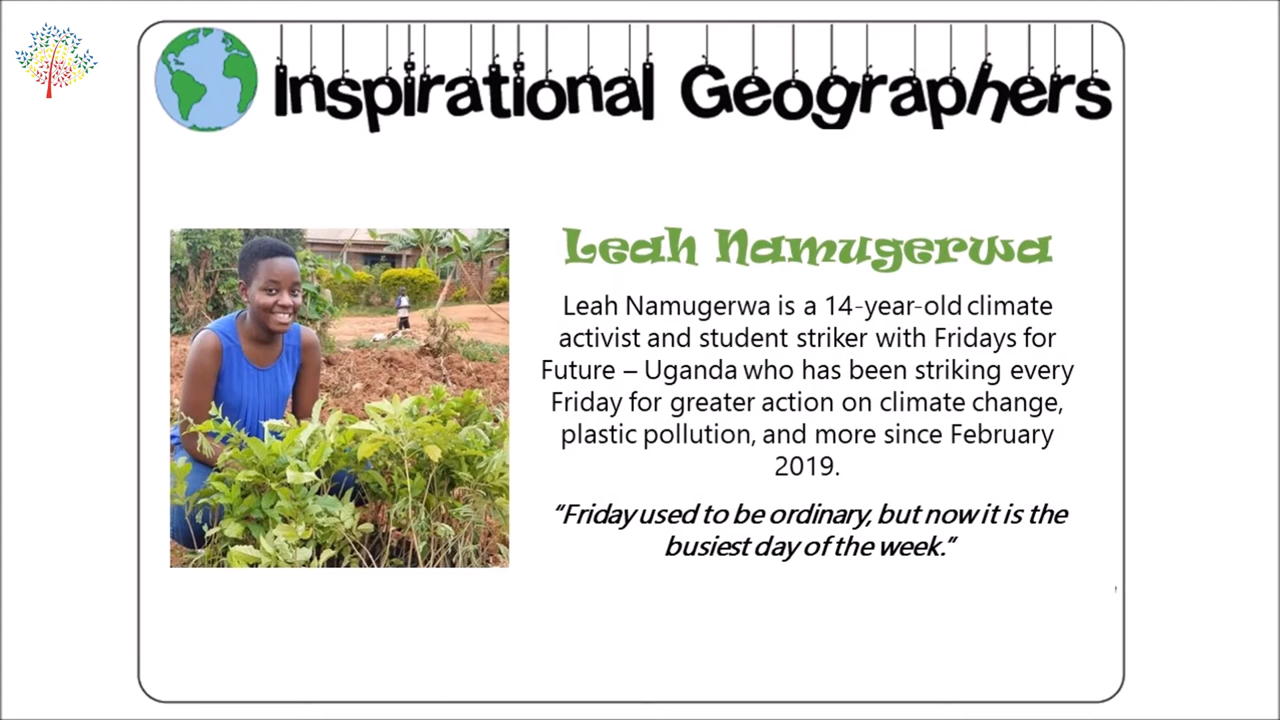 Inspirational Geographers
Leah Namugerwa
Leah Namugerwa is a 14-year-old climate
activist and student striker with Fridays for
Future – Uganda who has been striking every
Friday for greater action on climate change,
plastic pollution, and more since February
2019.
“Friday used to be ordinary, but now it is the
busiest day of the week.”